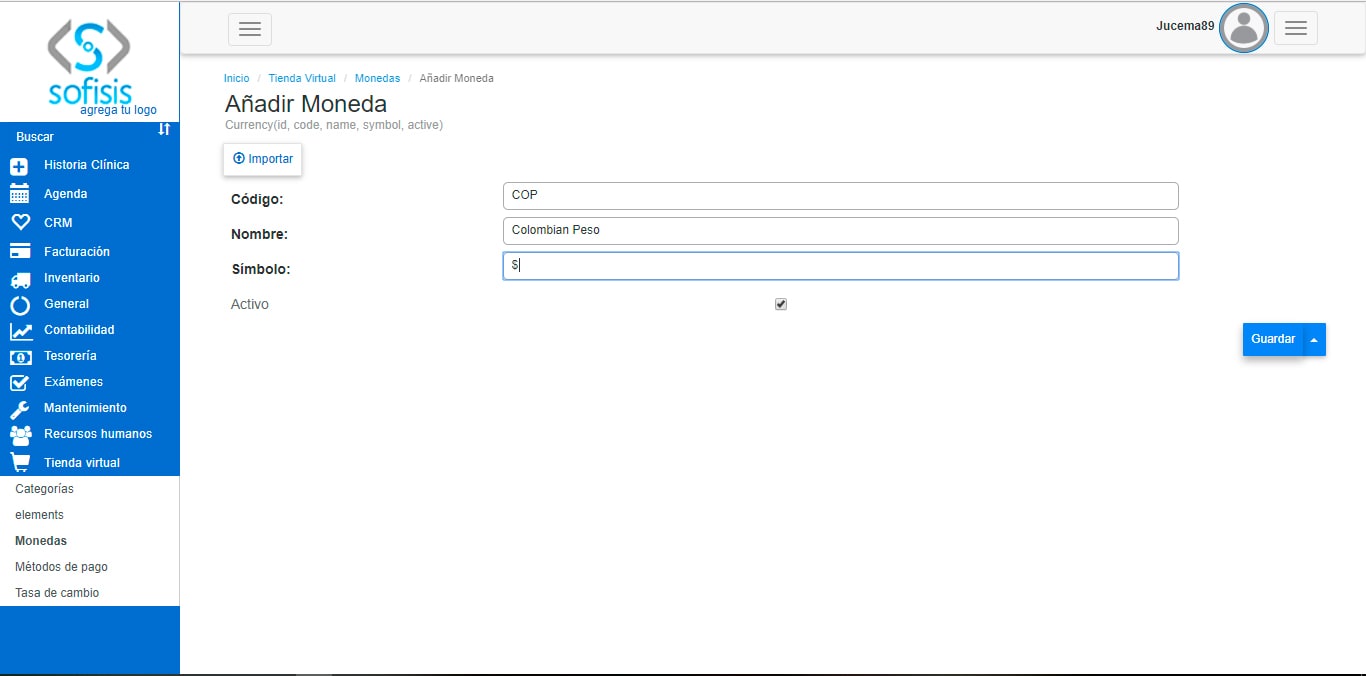 sofisis
agrega tu logo
Buscar
Historia Clínica
Agenda
CRM
Facturación
Inventario
General
Contabilidad
Tesorería
Exámenes
Mantenimiento
Recursos humanos
Tienda virtual
Categorías
elements
Monedas
Métodos de pago
Tasa de cambio
Jucema89
Inicio / Tienda Virtual / Monedas / Añadir Moneda
Añadir Moneda
Currency(id, code, name, symbol, active)
Importar
Código: COP
Nombre: Colombian Peso
Símbolo: $
Activo
Guardar